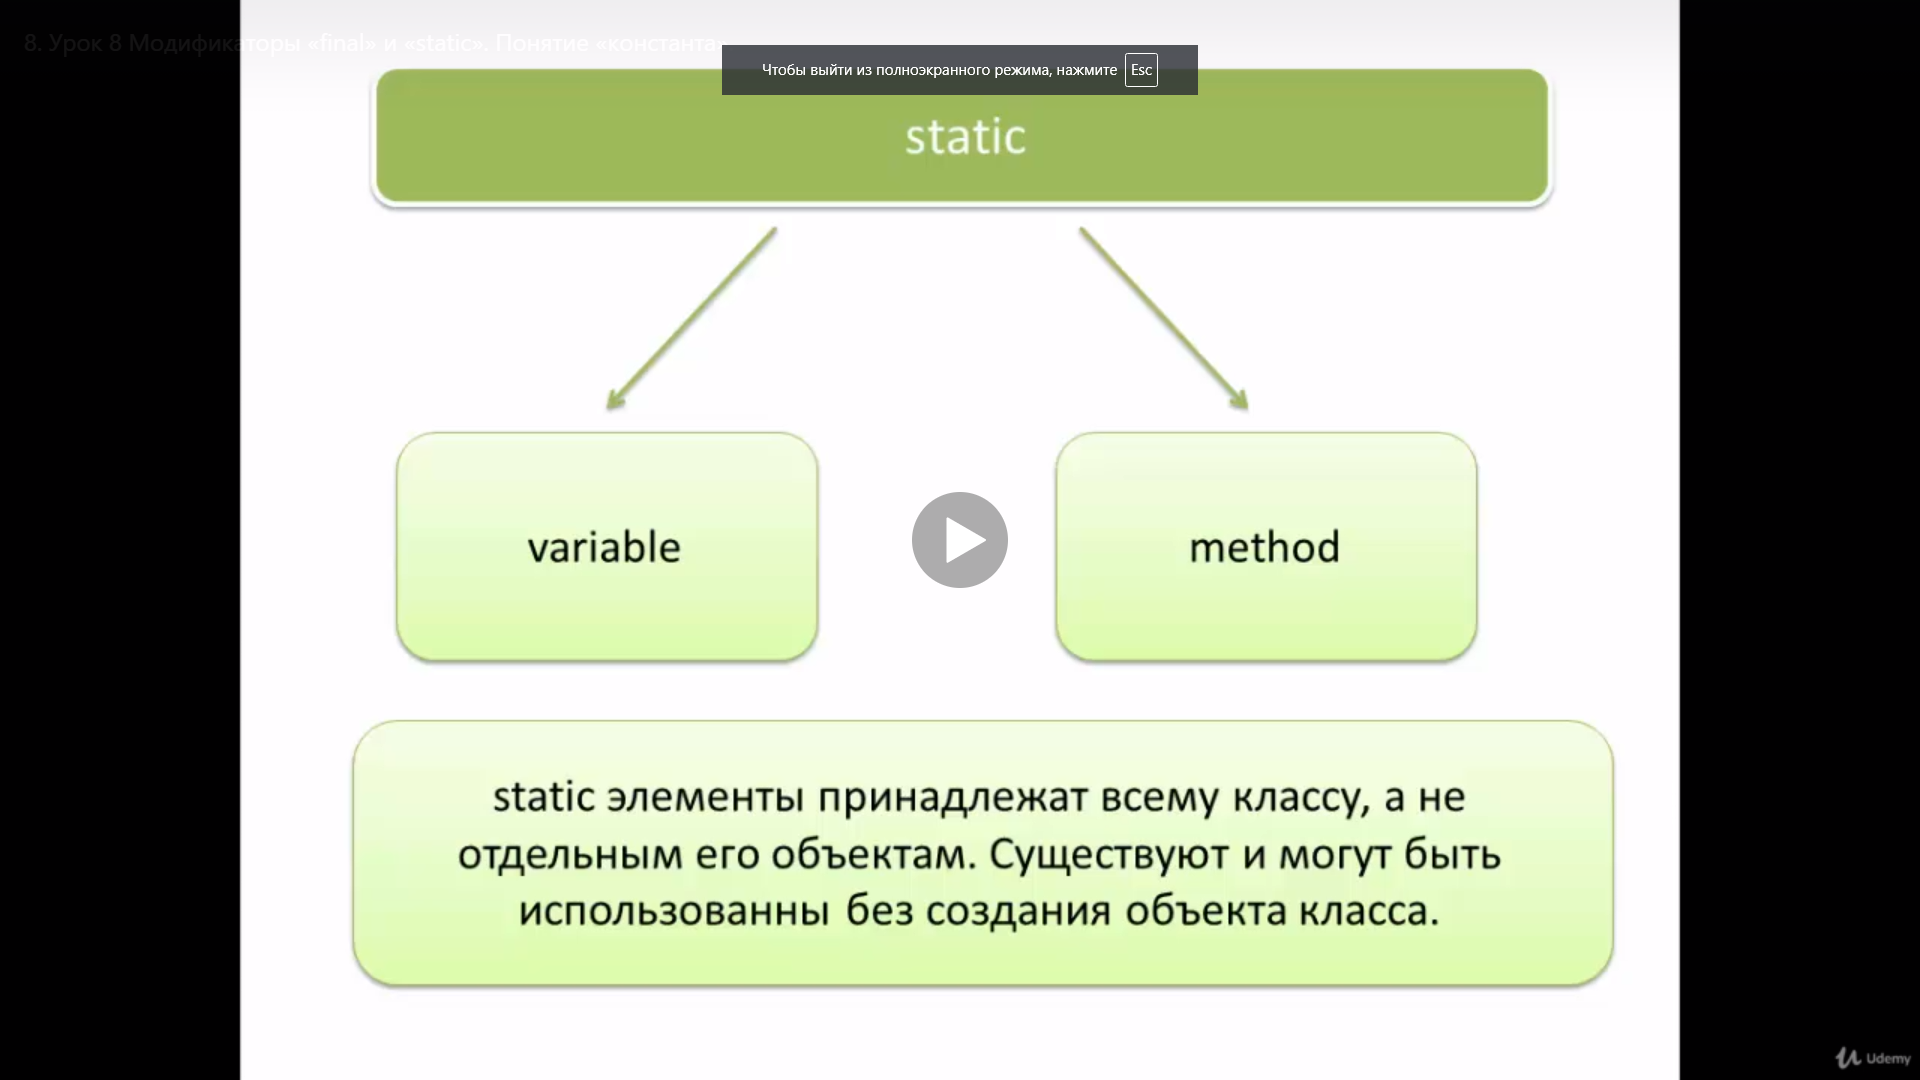 8. Урок 8 Модификаторы «final» и «static». Понятие «константа
Чтобы выйти из полноэкранного режима, нажмите Esc
static
variable
method
static элементы принадлежат всему классу, а не
отдельным его объектам. Существуют и могут быть
использованны без создания объекта класса.
Udemy